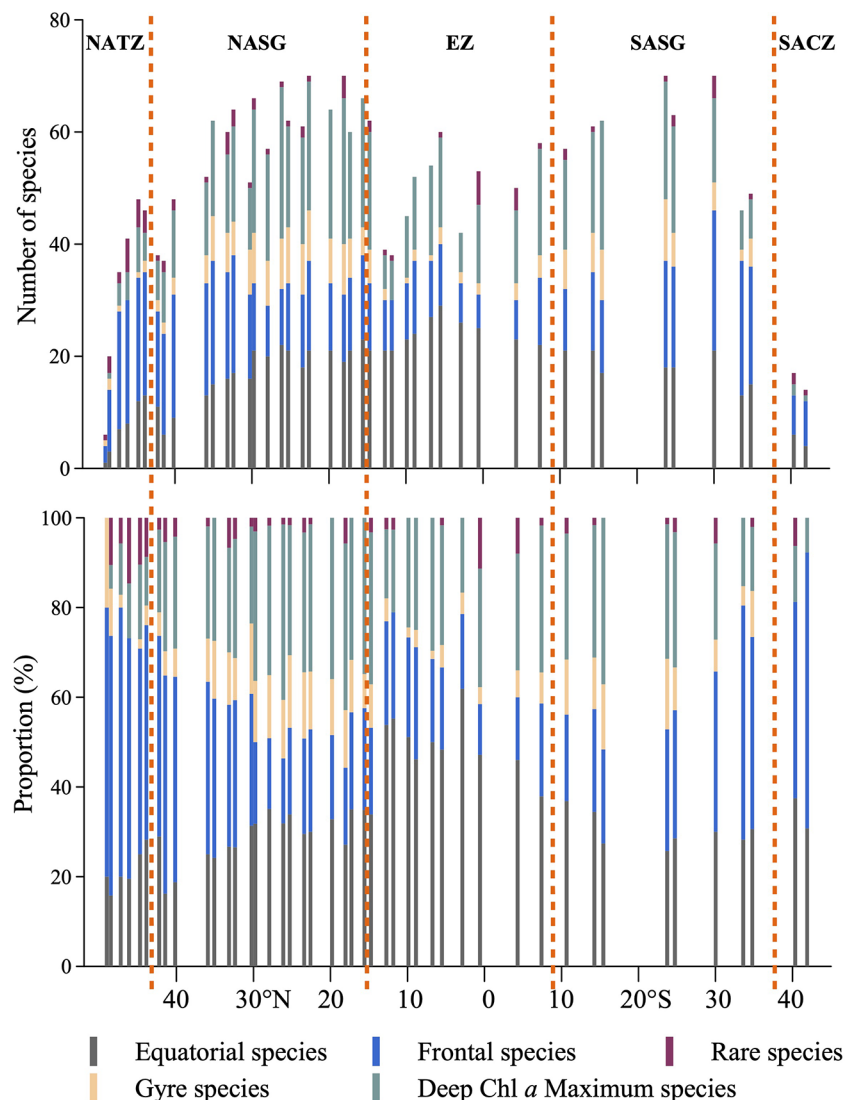 80
NATZ NASG EZ SASG SACZ
60
40
20
0
Number of species
100
80
60
40
20
0
Proportion (%)
40 30°N 20 10 0 10 20°S 30 40
Equatorial species Frontal species Rare species
Gyre species Deep Chl a Maximum species